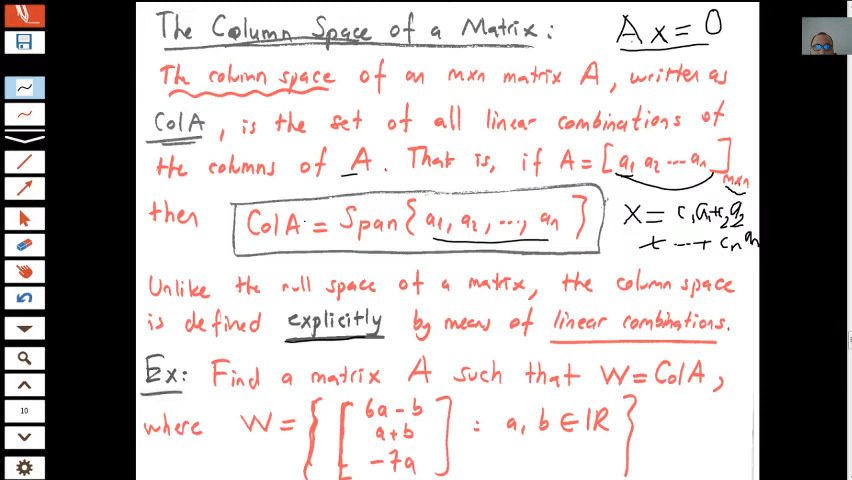 The Column Space of a Matrix:
Ax = 0
The column space of an mxn matrix A, written as
Col A, is the set of all linear combinations of
the columns of A. That is, if A = [a₁ a₂ ... aₙ]
mxn
then Col A = Span{a₁, a₂, ..., aₙ}
x = c₁a₁+c₂a₂
+ ... + cₙaₙ
Unlike the null space of a matrix, the column space
is defined explicitly by means of linear combinations.
Ex: Find a matrix A such that W = Col A,
where W = { [ 6a - b
a + b
- 7a ] : a, b ∈ IR }
10